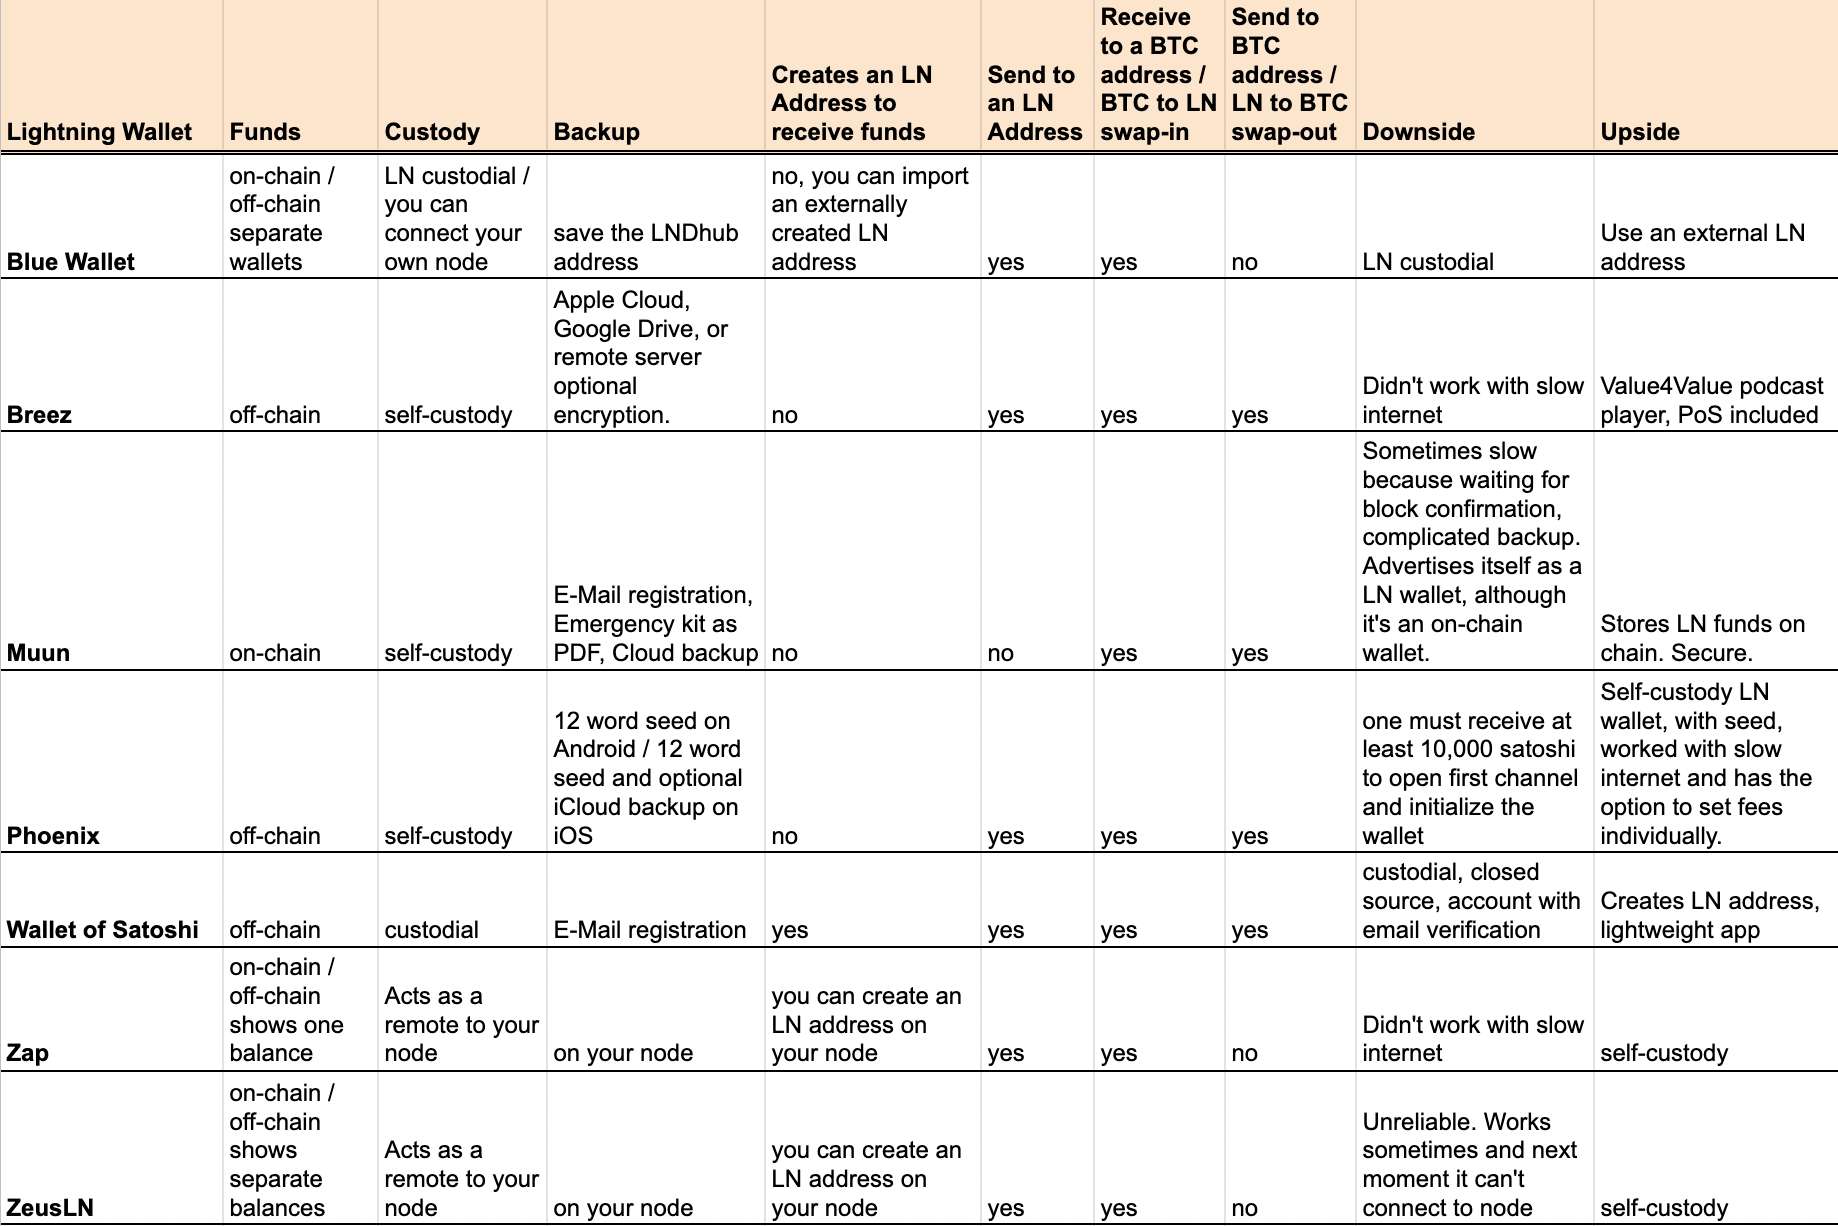 Lightning Wallet
Funds
Custody
Backup
Creates an LN
Address to
receive funds
Send to
an LN
Address
Receive
to a BTC
address /
BTC to LN
swap-in
Send to
BTC
address /
LN to BTC
swap-out
Downside
Upside
Blue Wallet
on-chain /
off-chain
separate
wallets
LN custodial /
you can
connect your
own node
save the LNDhub
address
no, you can import
an externally
created LN
address
yes
yes
no
LN custodial
Use an external LN
address
Breez
off-chain
self-custody
Apple Cloud,
Google Drive, or
remote server
optional
encryption.
no
yes
yes
yes
Didn't work with slow
internet
Value4Value podcast
player, PoS included
Muun
on-chain
self-custody
E-Mail registration,
Emergency kit as
PDF, Cloud backup
no
no
yes
yes
Sometimes slow
because waiting for
block confirmation,
complicated backup.
Advertises itself as a
LN wallet, although
it's an on-chain
wallet.
Stores LN funds on
chain. Secure.
Phoenix
off-chain
self-custody
12 word seed on
Android / 12 word
seed and optional
iCloud backup on
iOS
no
yes
yes
yes
one must receive at
least 10,000 satoshi
to open first channel
and initialize the
wallet
Self-custody LN
wallet, with seed,
worked with slow
internet and has the
option to set fees
individually.
Wallet of Satoshi
off-chain
custodial
E-Mail registration
yes
yes
yes
yes
custodial, closed
source, account with
email verification
Creates LN address,
lightweight app
Zap
on-chain /
off-chain
shows one
balance
Acts as a
remote to your
node
on your node
you can create an
LN address on
your node
yes
yes
no
Didn't work with slow
internet
self-custody
ZeusLN
on-chain /
off-chain
shows
separate
balances
Acts as a
remote to your
node
on your node
you can create an
LN address on
your node
yes
yes
no
Unreliable. Works
sometimes and next
moment it can't
connect to node
self-custody